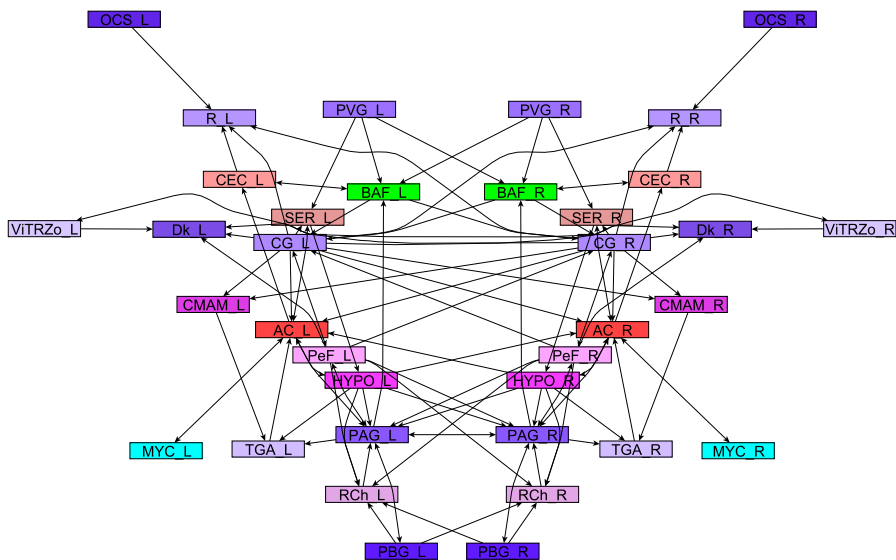 OCS_L
OCS_R
R_L
PVG_L
PVG_R
R_R
CEC_L
BAF_L
BAF_R
CEC_R
SER_L
SER_R
ViTRZo_L
Dk_L
CG_L
CG_R
Dk_R
ViTRZo_R
CMAM_L
CMAM_R
AC_L
AC_R
PeF_L
PeF_R
HYPO_L
HYPO_R
PAG_L
PAG_R
MYC_L
TGA_L
TGA_R
MYC_R
RCh_L
RCh_R
PBG_L
PBG_R